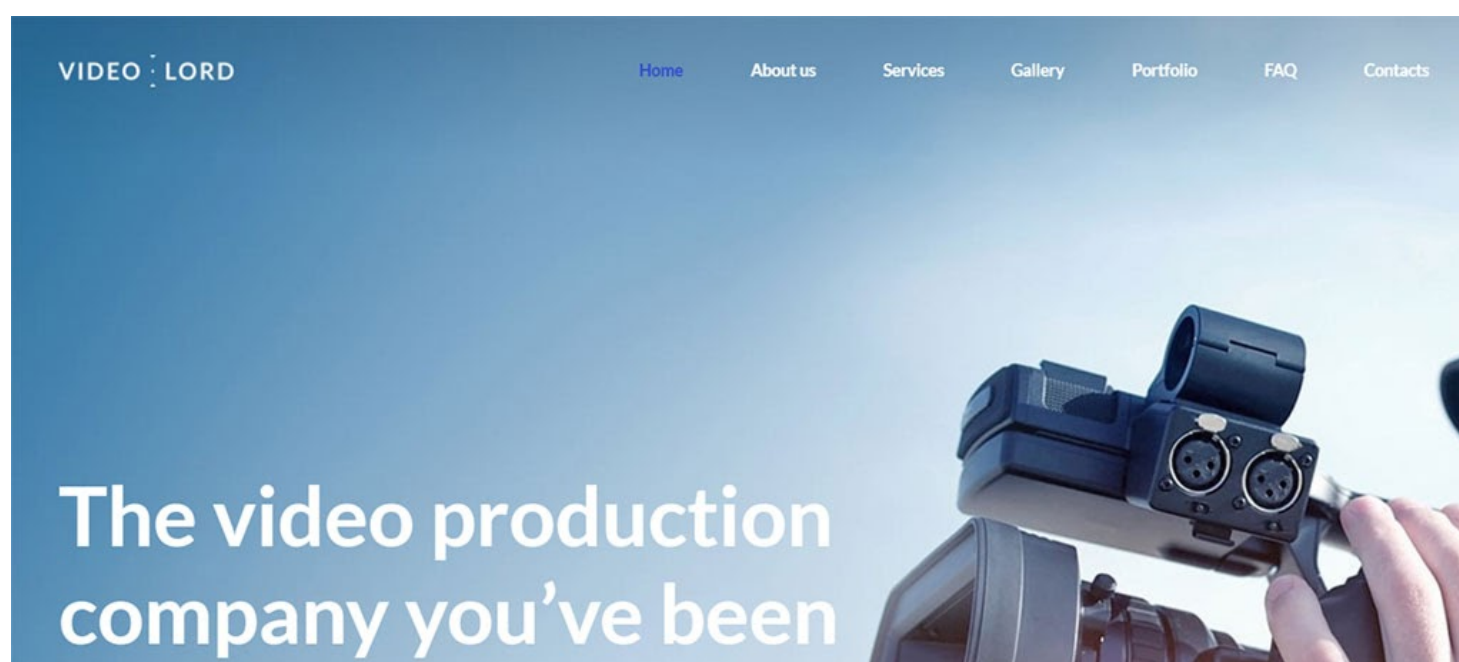 VIDEO LORD
Home About us Services Gallery Portfolio FAQ Contacts
The video production
company you’ve been